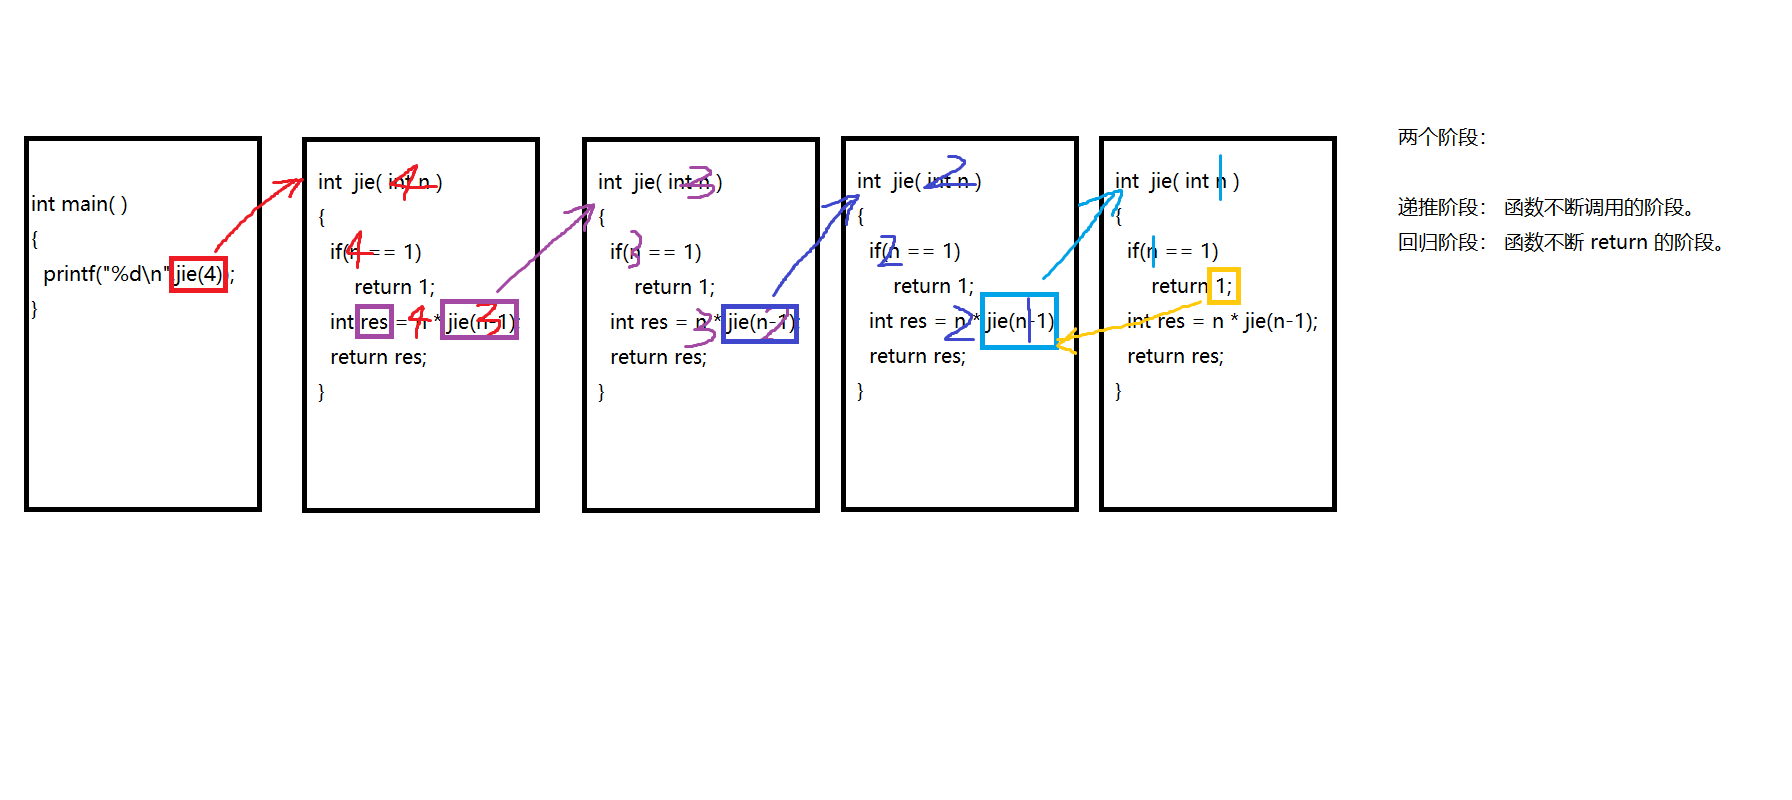 int main( )
{
printf("%d\n" jie(4) ;
}
int jie( int n )
4
{
if(n == 1)
4
return 1;
int res = n * jie(n-1);
4
3
return res;
}
int jie( int n )
3
{
if(n == 1)
3
return 1;
int res = n * jie(n-1);
3
2
return res;
}
int jie( int n )
2
{
if(n == 1)
2
return 1;
int res = n * jie(n-1)
2
1
return res;
}
int jie( int n )
1
{
if(n == 1)
1
return 1;
int res = n * jie(n-1);
return res;
}
两个阶段：
递推阶段： 函数不断调用的阶段。
回归阶段： 函数不断 return 的阶段。